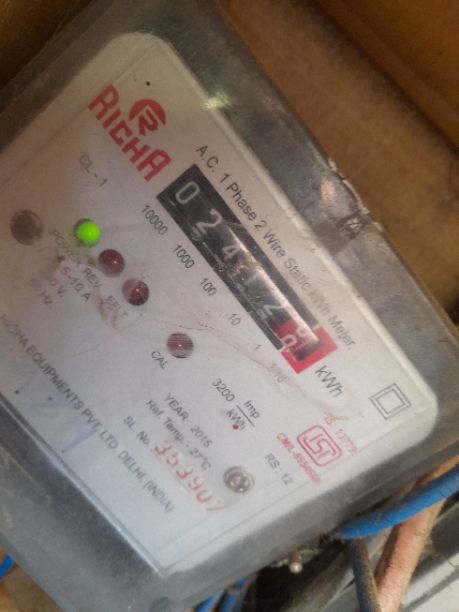 RICHA
A.C. 1 Phase 2 Wire Static kWh Meter
CL - 1
10000 1000 100 10 1 1/10
kWh
POWER REV. EELT
CAL
3200 Imp
kWh
YEAR - 2015
Ref. Temp. - 27°C
SL. No. 353907
RS - 12
IS 13779
RICHA EQUIPMENTS PVT. LTD. DELHI, (INDIA)